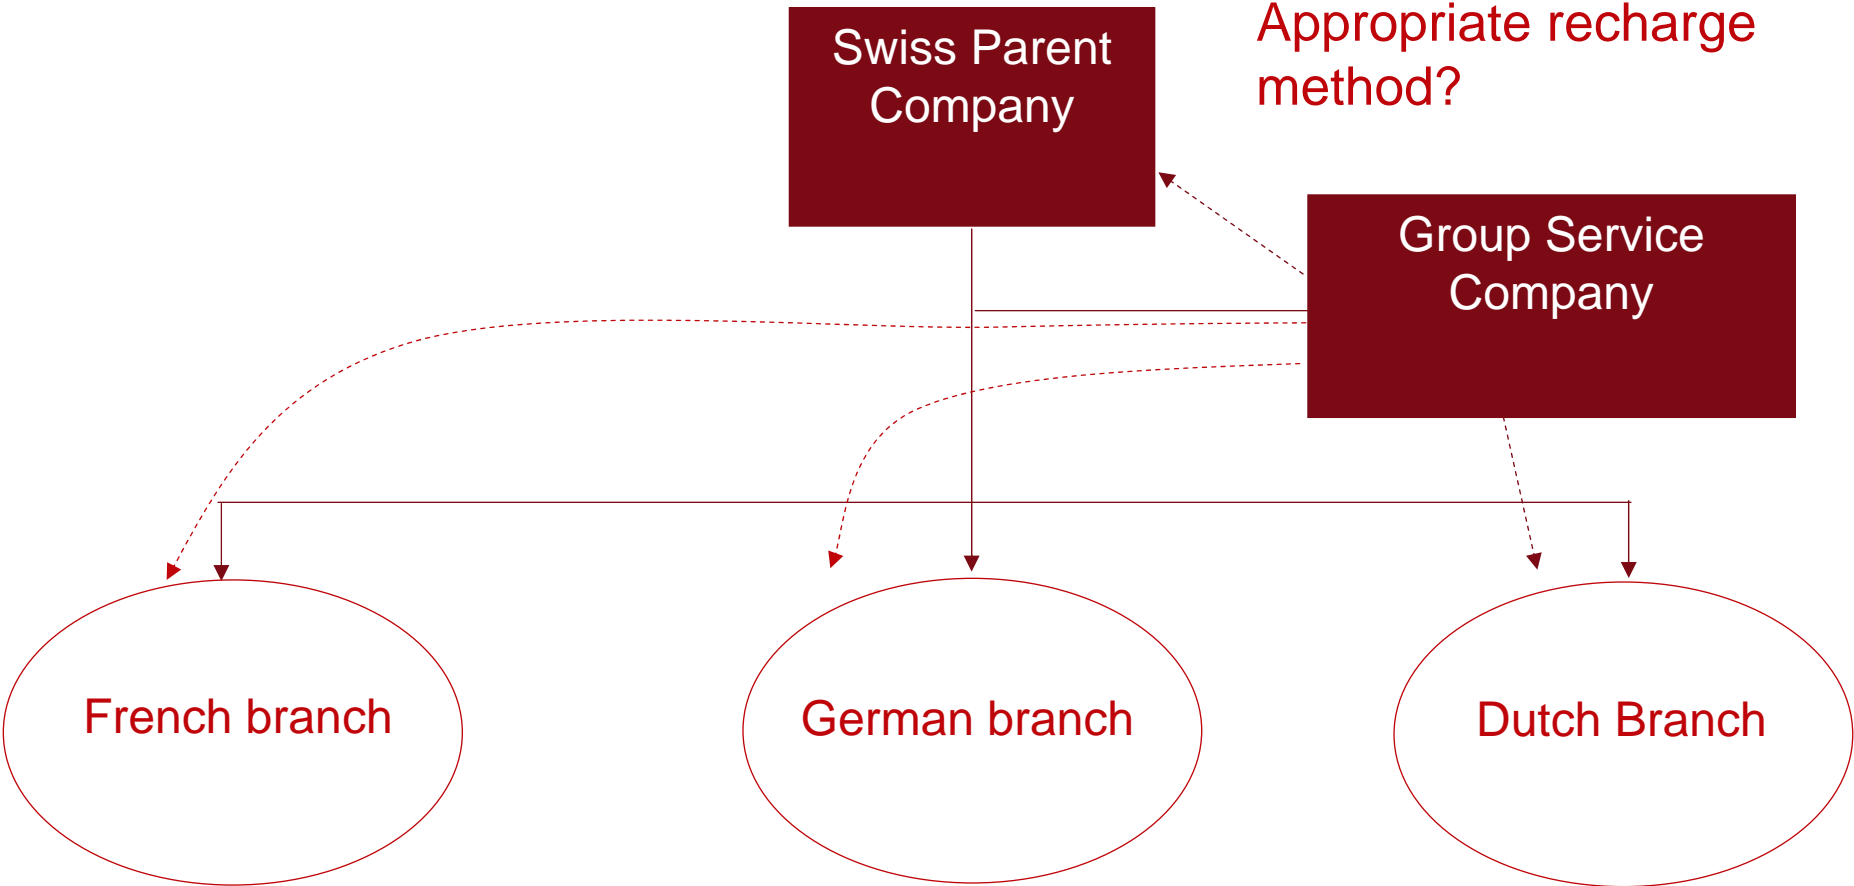 Swiss Parent
Company
Appropriate recharge
method?
Group Service
Company
French branch
German branch
Dutch Branch